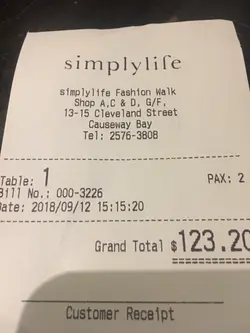 simplylife
simplylife Fashion Walk
Shop A,C & D, G/F,
13-15 Cleveland Street
Causeway Bay
Tel: 2576-3808
Table: 1 PAX: 2
Bill No.: 000-3226
Date: 2018/09/12 15:15:20
Grand Total $123.20
Customer Receipt